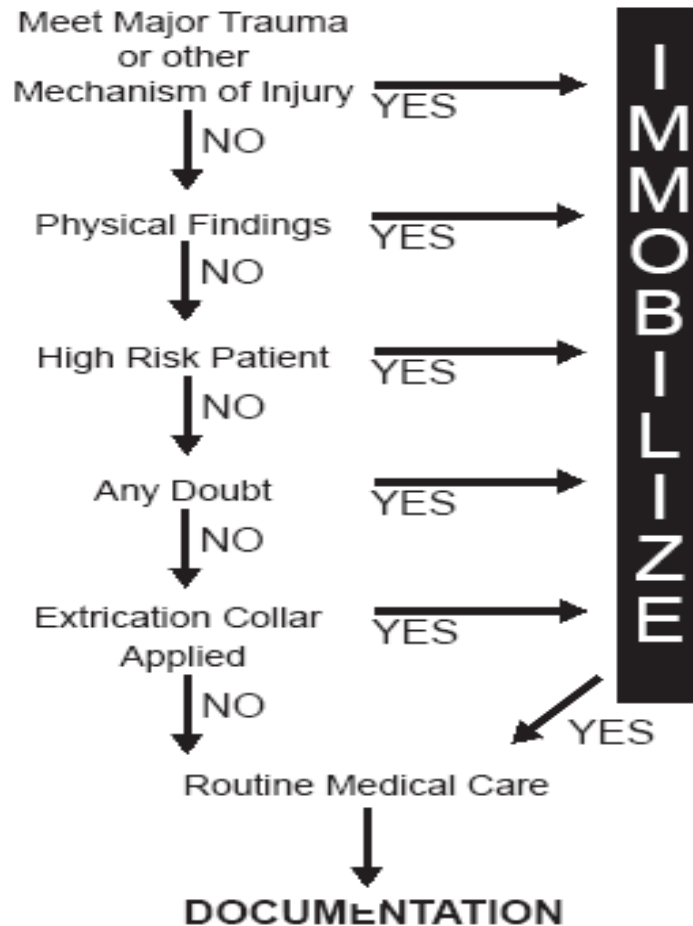 Meet Major Trauma
or other
Mechanism of Injury
YES
NO
Physical Findings
YES
NO
High Risk Patient
YES
NO
Any Doubt
YES
NO
Extrication Collar
Applied
YES
NO
IMMOBILIZE
YES
Routine Medical Care
DOCUMENTATION